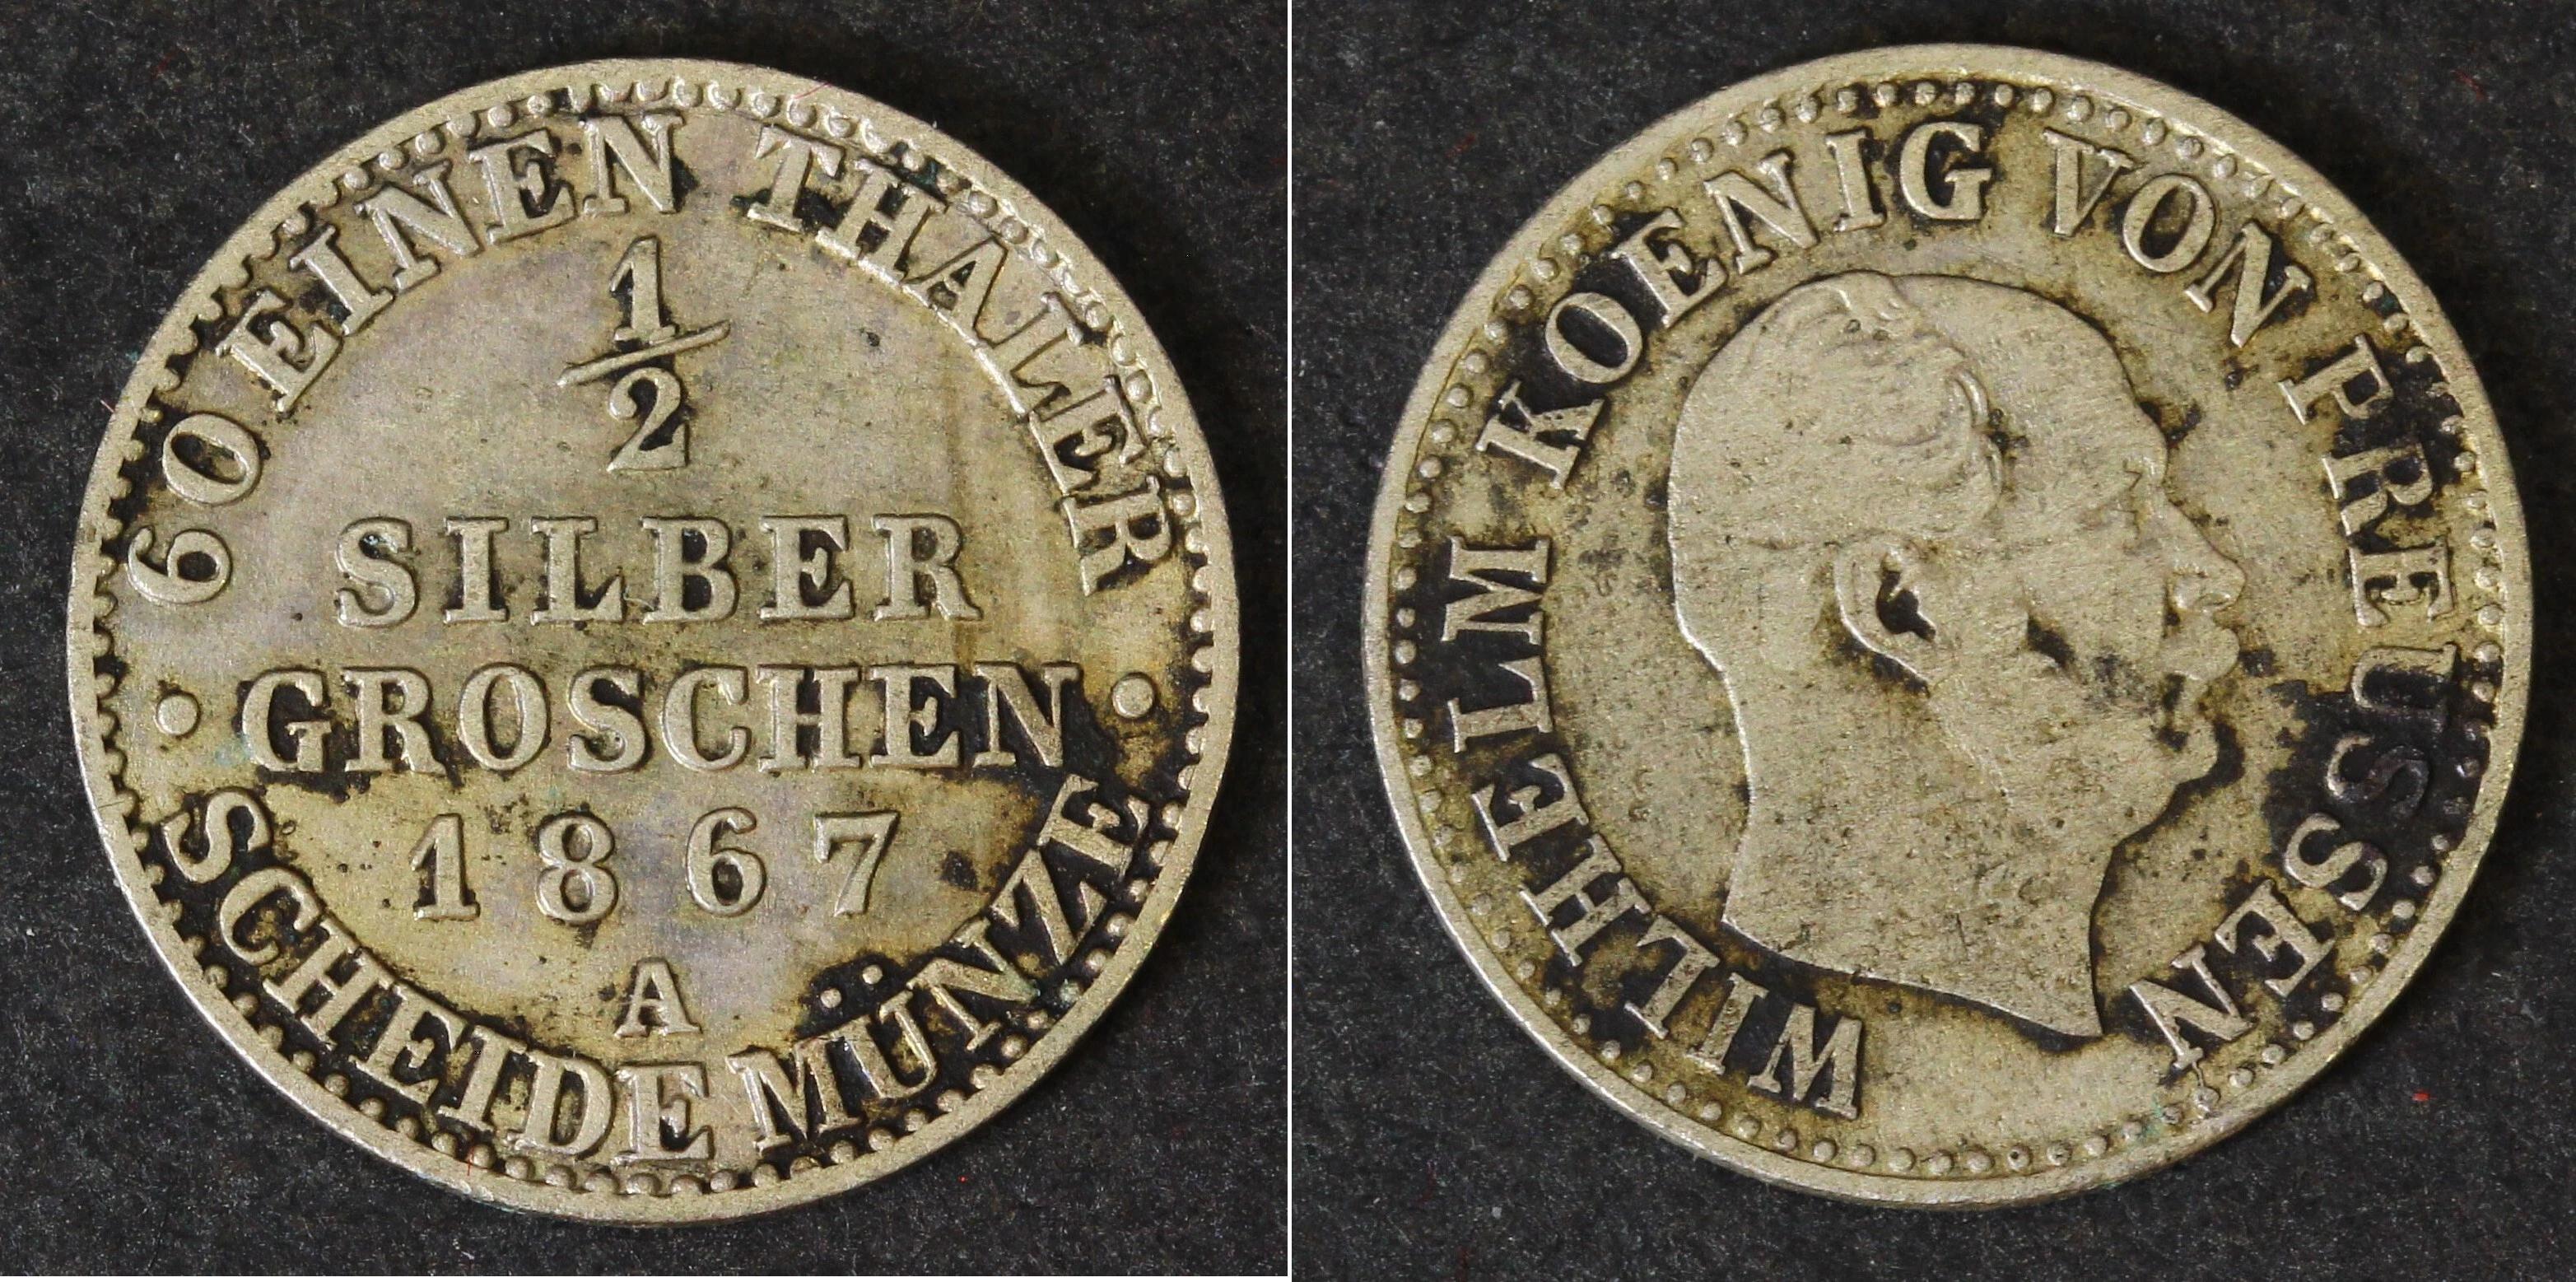 60 EINEN THALER
1
2
SILBER
GROSCHEN
1867
A
SCHEIDE MÜNZE
WILHELM KOENIG VON PREUSSEN